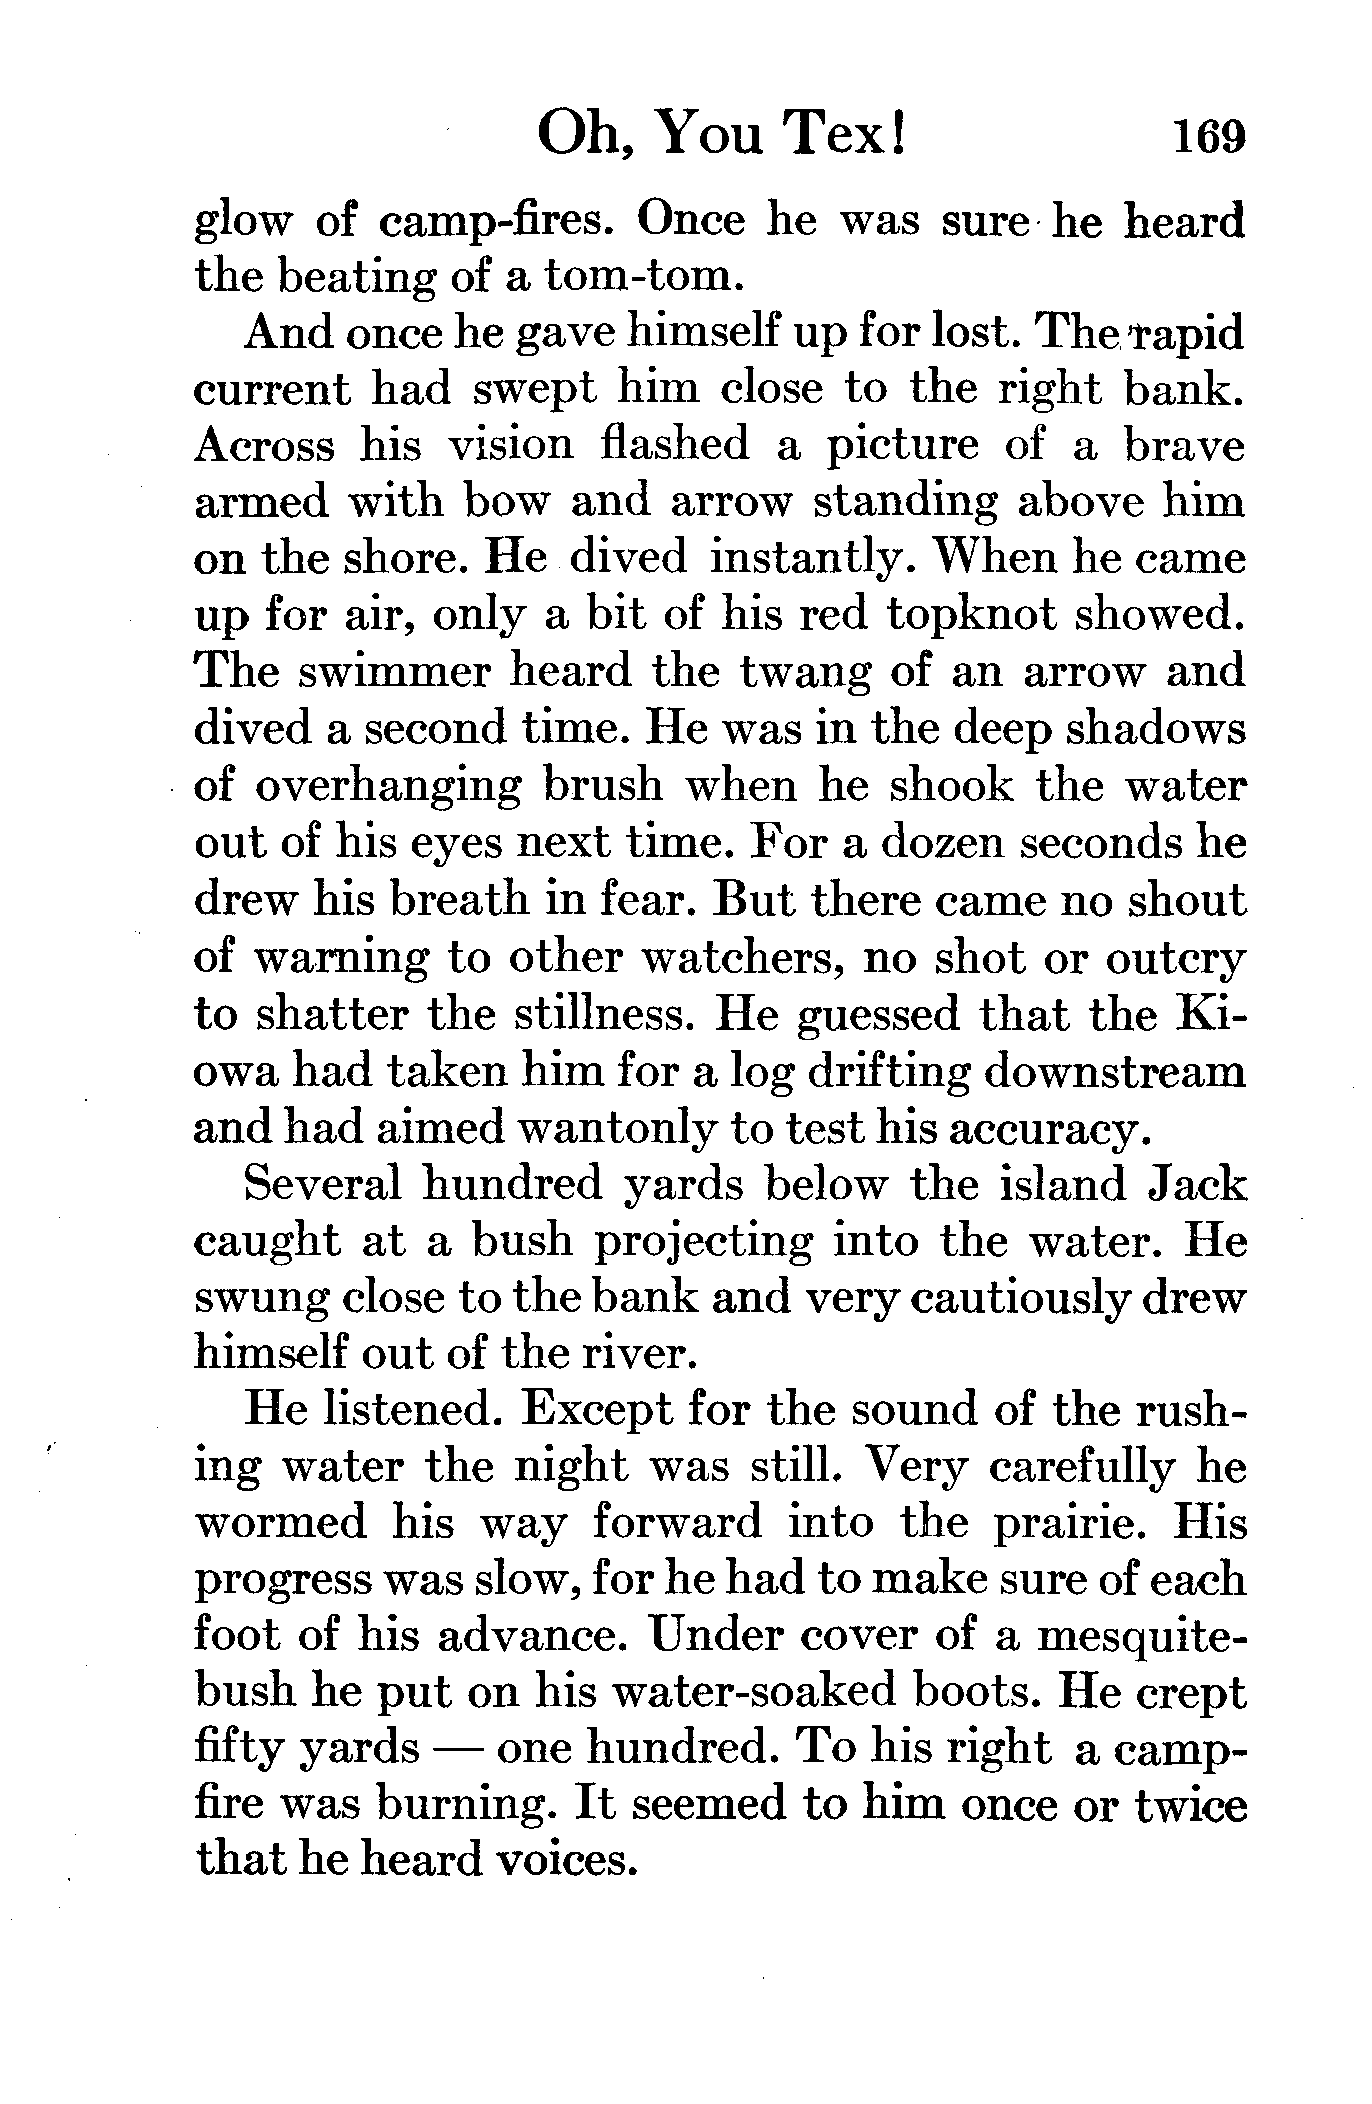 Oh, You Tex! 169
glow of camp-fires. Once he was sure he heard
the beating of a tom-tom.
And once he gave himself up for lost. The rapid
current had swept him close to the right bank.
Across his vision flashed a picture of a brave
armed with bow and arrow standing above him
on the shore. He dived instantly. When he came
up for air, only a bit of his red topknot showed.
The swimmer heard the twang of an arrow and
dived a second time. He was in the deep shadows
of overhanging brush when he shook the water
out of his eyes next time. For a dozen seconds he
drew his breath in fear. But there came no shout
of warning to other watchers, no shot or outcry
to shatter the stillness. He guessed that the Ki-
owa had taken him for a log drifting downstream
and had aimed wantonly to test his accuracy.
Several hundred yards below the island Jack
caught at a bush projecting into the water. He
swung close to the bank and very cautiously drew
himself out of the river.
He listened. Except for the sound of the rush-
ing water the night was still. Very carefully he
wormed his way forward into the prairie. His
progress was slow, for he had to make sure of each
foot of his advance. Under cover of a mesquite-
bush he put on his water-soaked boots. He crept
fifty yards — one hundred. To his right a camp-
fire was burning. It seemed to him once or twice
that he heard voices.